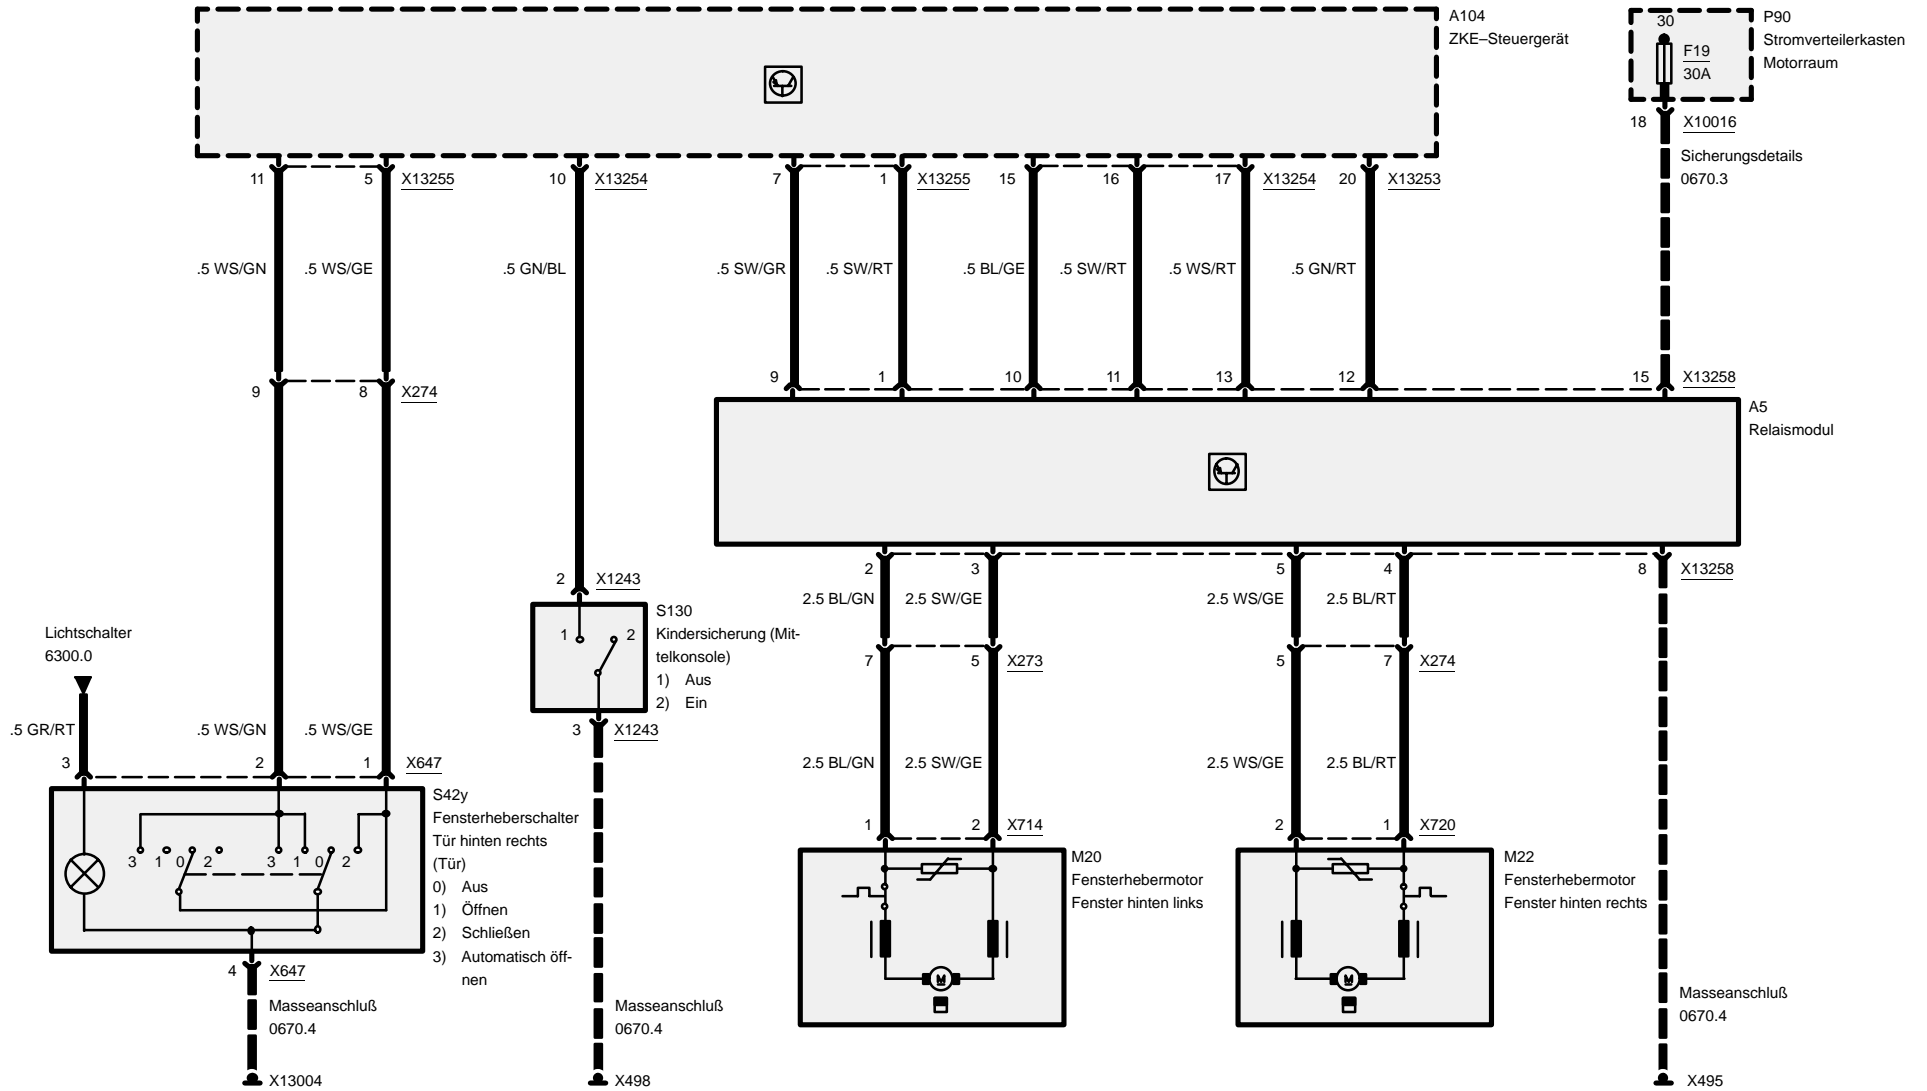 A104
ZKE–Steuergerät
30
F19
30A
P90
Stromverteilerkasten
Motorraum
18 X10016
Sicherungsdetails
0670.3
11 5 X13255 10 X13254 7 1 X13255 15 16 17 X13254 20 X13253
.5 WS/GN .5 WS/GE .5 GN/BL .5 SW/GR .5 SW/RT .5 BL/GE .5 SW/RT .5 WS/RT .5 GN/RT
9 1 10 11 13 12 15 X13258
9 8 X274
A5
Relaismodul
2 3 5 4 8 X13258
2.5 BL/GN 2.5 SW/GE 2.5 WS/GE 2.5 BL/RT
2 X1243
1 2
S130
Kindersicherung (Mit-
telkonsole)
1) Aus
2) Ein
3 X1243
7 5 X273 5 7 X274
Lichtschalter
6300.0
.5 GR/RT .5 WS/GN .5 WS/GE
3 2 1 X647
2.5 BL/GN 2.5 SW/GE 2.5 WS/GE 2.5 BL/RT
1 2 X714 2 1 X720
S42y
Fensterheberschalter
Tür hinten rechts
(Tür)
0) Aus
1) Öffnen
2) Schließen
3) Automatisch öff-
nen
3 1 0 2 3 1 0 2
M20
Fensterhebermotor
Fenster hinten links
M
M22
Fensterhebermotor
Fenster hinten rechts
M
4 X647
Masseanschluß
0670.4
X13004
Masseanschluß
0670.4
X498
Masseanschluß
0670.4
X495